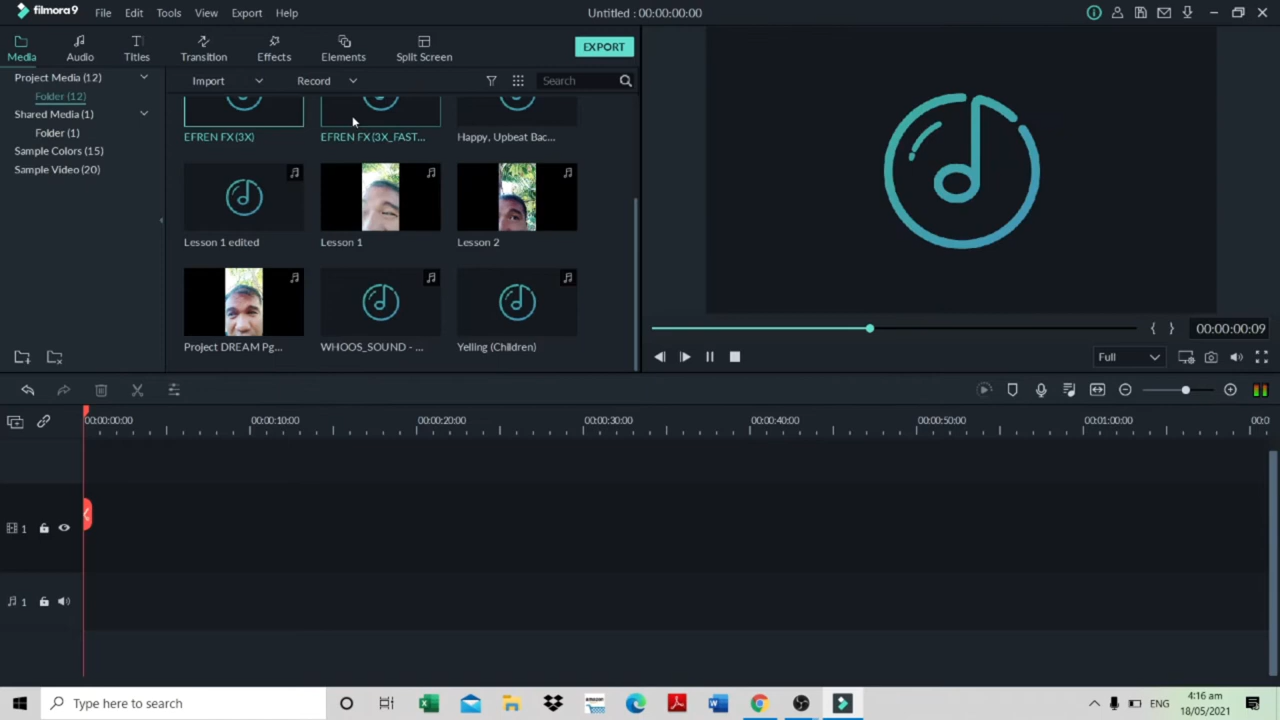 filmora9 File Edit Tools View Export Help Untitled : 00:00:00:00
Media Audio Titles Transition Effects Elements Split Screen EXPORT
Project Media (12) Import Record Search
Folder (12)
Shared Media (1)
Folder (1)
Sample Colors (15)
Sample Video (20)
EFREN FX (3X) EFREN FX (3X_FAST... Happy, Upbeat Bac...
Lesson 1 edited Lesson 1 Lesson 2
Project DREAM Pg... WHOOS_SOUND - ... Yelling (Children)
00:00:00:09
Full
00:00:00:00 00:00:10:00 00:00:20:00 00:00:30:00 00:00:40:00 00:00:50:00 00:01:00:00 00:0
1
1
Type here to search ENG 4:16 am
18/05/2021